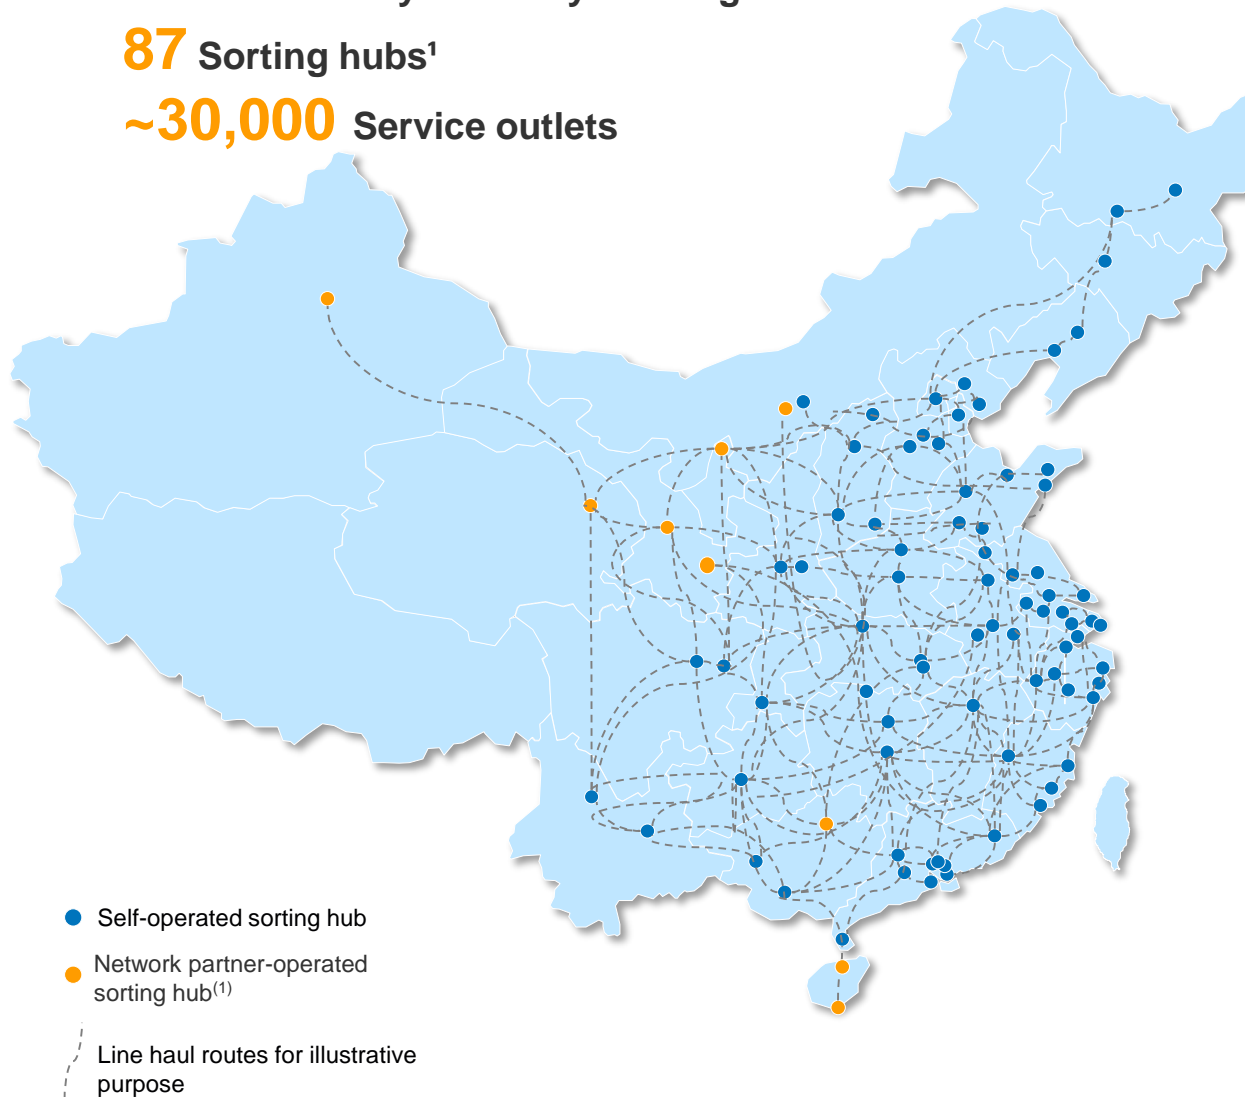 87 Sorting hubs¹
~30,000 Service outlets
Self-operated sorting hub
Network partner-operated
sorting hub(1)
Line haul routes for illustrative
purpose